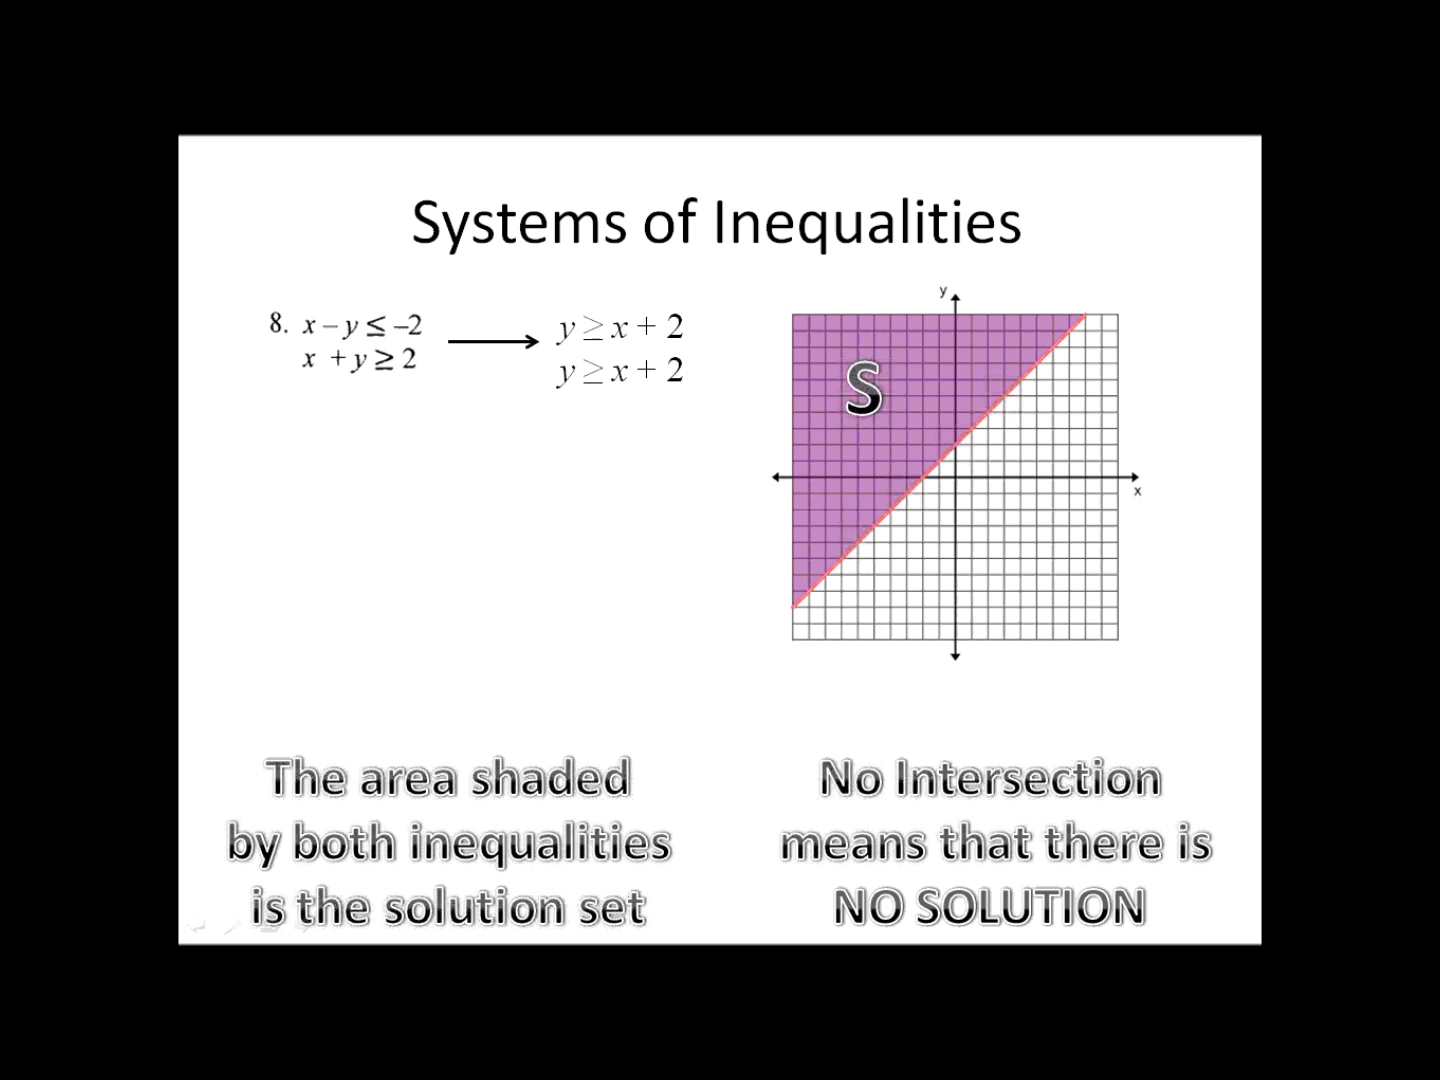 Systems of Inequalities
8. x – y ≤ –2
x + y ≥ 2
y ≥ x + 2
y ≥ x + 2
y
S
x
The area shaded
by both inequalities
is the solution set
No Intersection
means that there is
NO SOLUTION